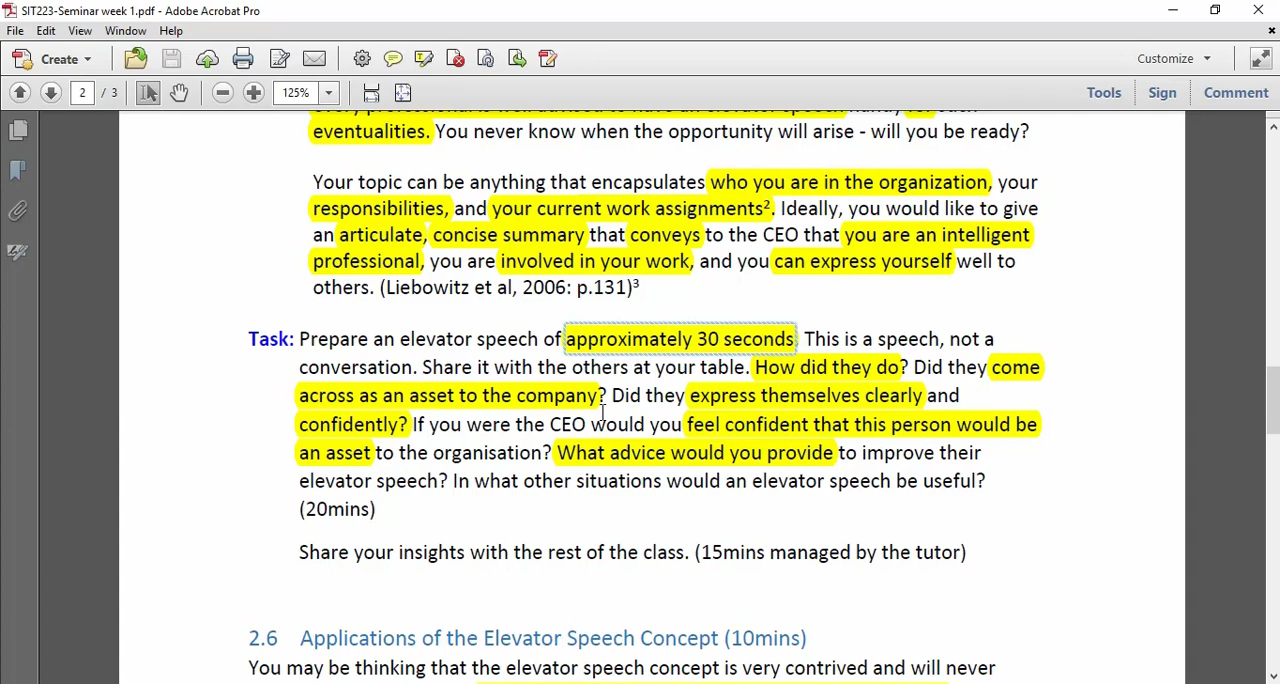 SIT223-Seminar week 1.pdf - Adobe Acrobat Pro
File Edit View Window Help
Create Customize
2 / 3 125% Tools Sign Comment
eventualities. You never know when the opportunity will arise - will you be ready?
Your topic can be anything that encapsulates who you are in the organization, your
responsibilities, and your current work assignments². Ideally, you would like to give
an articulate, concise summary that conveys to the CEO that you are an intelligent
professional, you are involved in your work, and you can express yourself well to
others. (Liebowitz et al, 2006: p.131)³
Task: Prepare an elevator speech of approximately 30 seconds. This is a speech, not a
conversation. Share it with the others at your table. How did they do? Did they come
across as an asset to the company? Did they express themselves clearly and
confidently? If you were the CEO would you feel confident that this person would be
an asset to the organisation? What advice would you provide to improve their
elevator speech? In what other situations would an elevator speech be useful?
(20mins)
Share your insights with the rest of the class. (15mins managed by the tutor)
2.6 Applications of the Elevator Speech Concept (10mins)
You may be thinking that the elevator speech concept is very contrived and will never